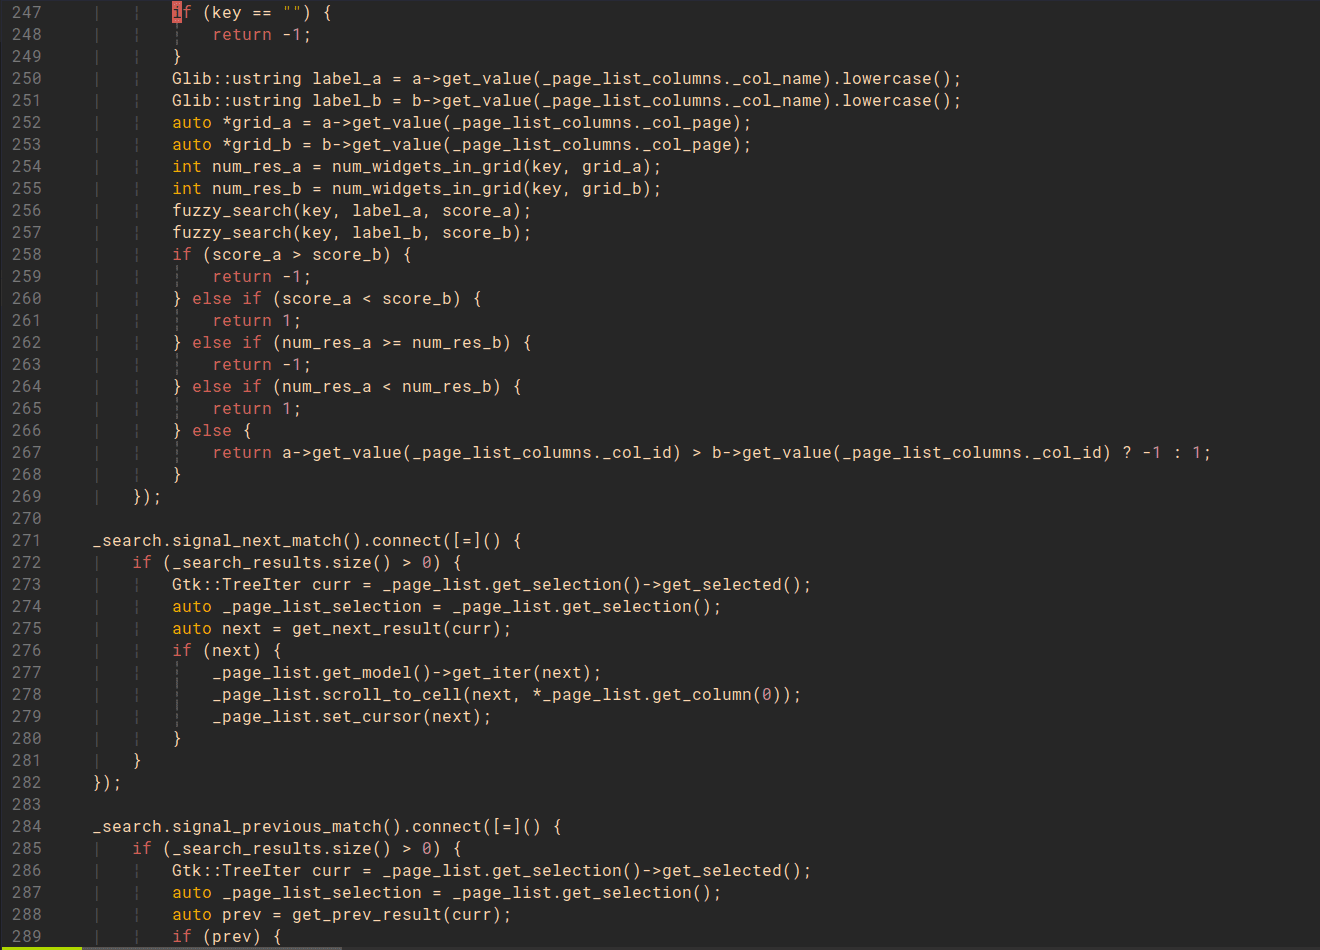 247 if (key == "") {
248 return -1;
249 }
250 Glib::ustring label_a = a->get_value(_page_list_columns._col_name).lowercase();
251 Glib::ustring label_b = b->get_value(_page_list_columns._col_name).lowercase();
252 auto *grid_a = a->get_value(_page_list_columns._col_page);
253 auto *grid_b = b->get_value(_page_list_columns._col_page);
254 int num_res_a = num_widgets_in_grid(key, grid_a);
255 int num_res_b = num_widgets_in_grid(key, grid_b);
256 fuzzy_search(key, label_a, score_a);
257 fuzzy_search(key, label_b, score_b);
258 if (score_a > score_b) {
259 return -1;
260 } else if (score_a < score_b) {
261 return 1;
262 } else if (num_res_a >= num_res_b) {
263 return -1;
264 } else if (num_res_a < num_res_b) {
265 return 1;
266 } else {
267 return a->get_value(_page_list_columns._col_id) > b->get_value(_page_list_columns._col_id) ? -1 : 1;
268 }
269 });
270
271 _search.signal_next_match().connect([=]() {
272 if (_search_results.size() > 0) {
273 Gtk::TreeIter curr = _page_list.get_selection()->get_selected();
274 auto _page_list_selection = _page_list.get_selection();
275 auto next = get_next_result(curr);
276 if (next) {
277 _page_list.get_model()->get_iter(next);
278 _page_list.scroll_to_cell(next, *_page_list.get_column(0));
279 _page_list.set_cursor(next);
280 }
281 }
282 });
283
284 _search.signal_previous_match().connect([=]() {
285 if (_search_results.size() > 0) {
286 Gtk::TreeIter curr = _page_list.get_selection()->get_selected();
287 auto _page_list_selection = _page_list.get_selection();
288 auto prev = get_prev_result(curr);
289 if (prev) {